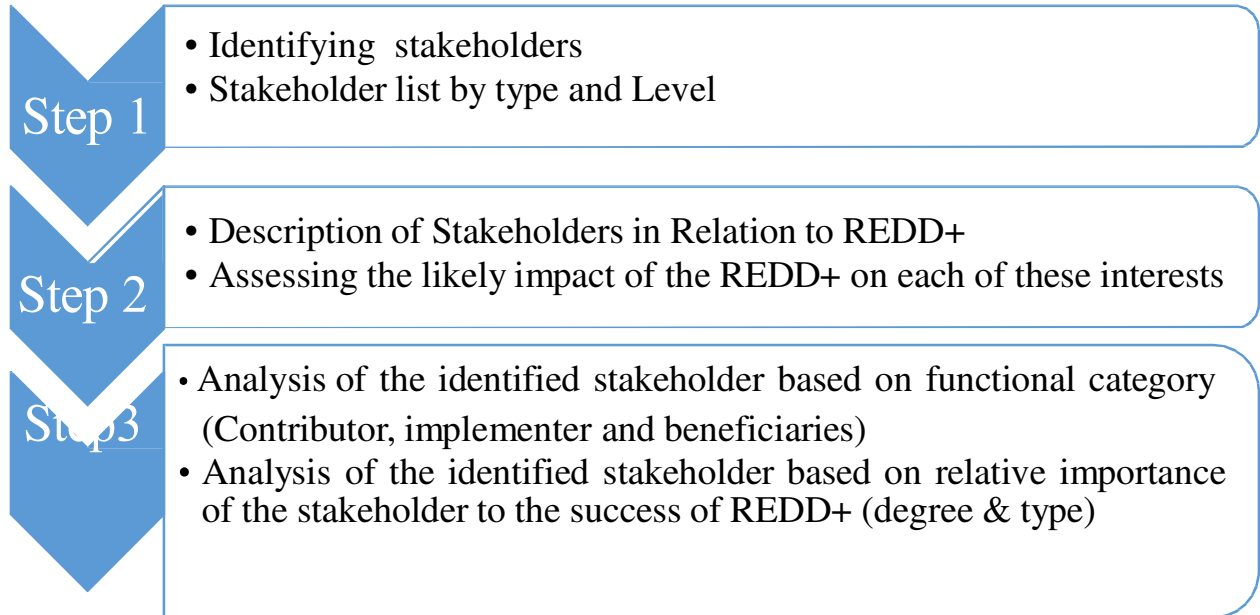 Step 1
• Identifying stakeholders
• Stakeholder list by type and Level
Step 2
• Description of Stakeholders in Relation to REDD+
• Assessing the likely impact of the REDD+ on each of these interests
Step3
• Analysis of the identified stakeholder based on functional category
(Contributor, implementer and beneficiaries)
• Analysis of the identified stakeholder based on relative importance
of the stakeholder to the success of REDD+ (degree & type)